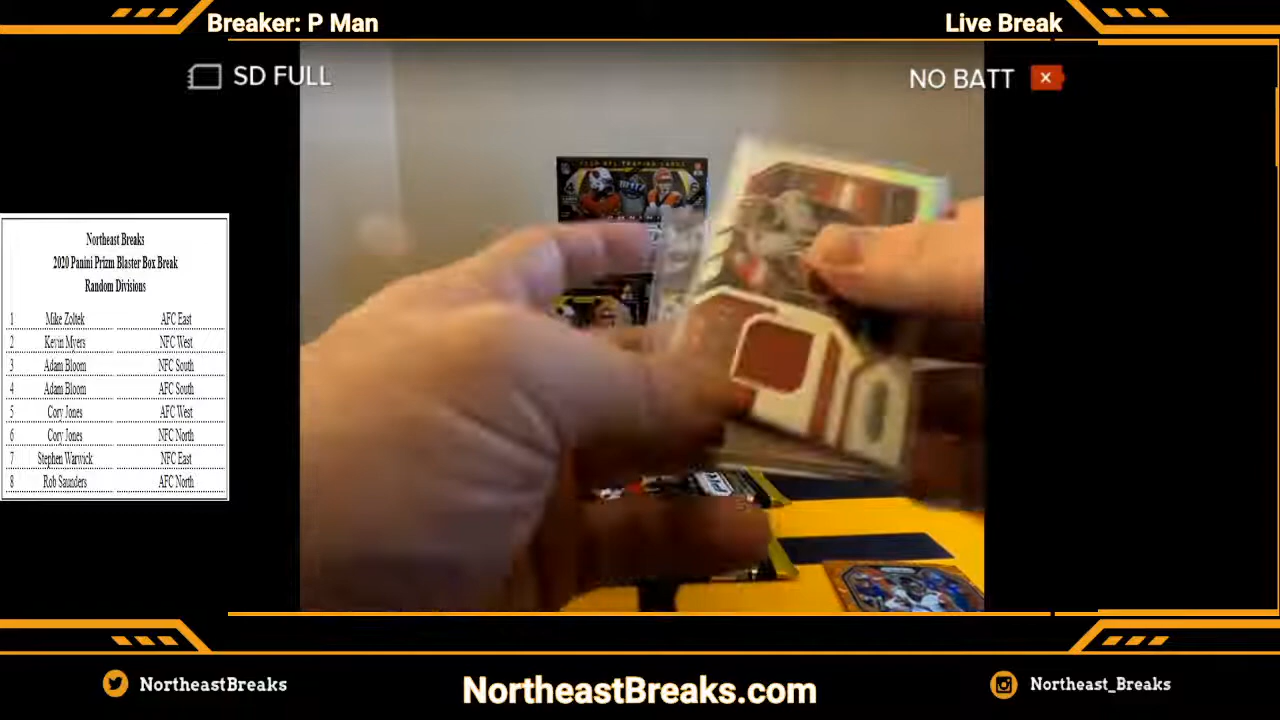 Breaker: P Man
Live Break
SD FULL
NO BATT
Northeast Breaks
2020 Panini Prizm Blaster Box Break
Random Divisions
1 Mike Zoltek AFC East
2 Kevin Myers NFC West
3 Adam Bloom NFC South
4 Adam Bloom AFC South
5 Cory Jones AFC West
6 Cory Jones NFC North
7 Stephen Warwick NFC East
8 Rob Saunders AFC North
NortheastBreaks
NortheastBreaks.com
Northeast_Breaks